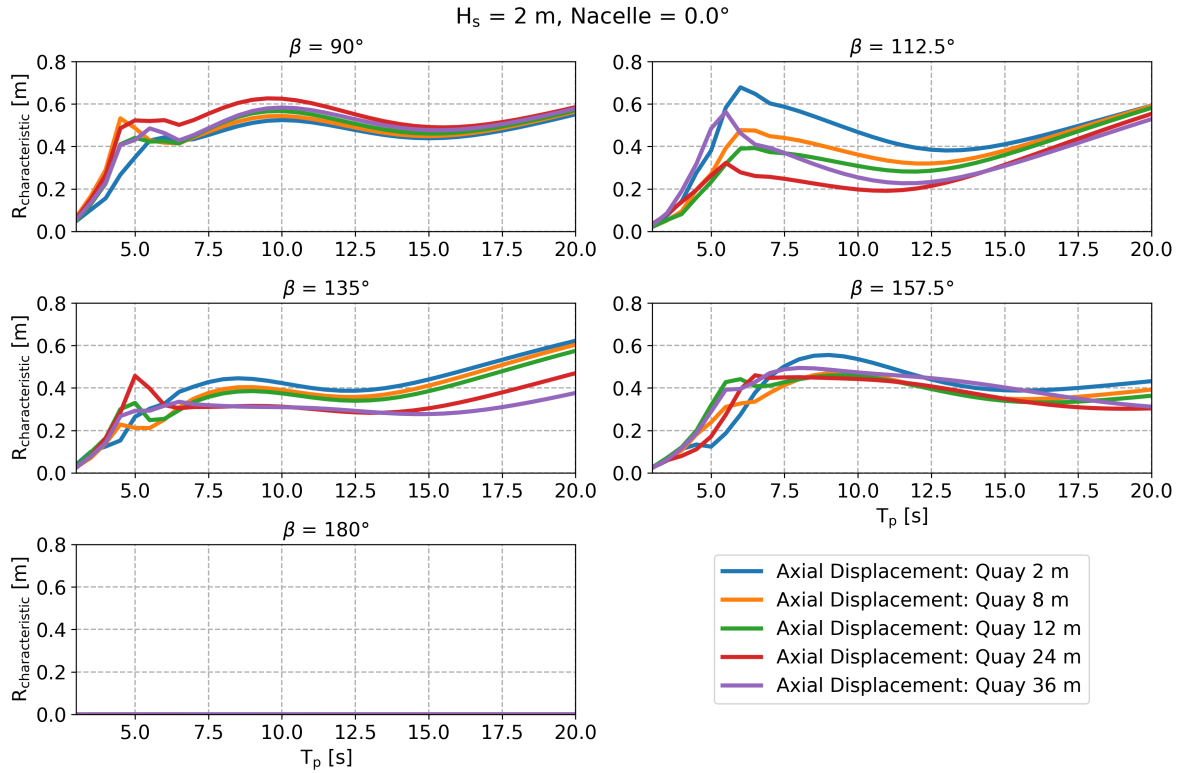 H_s = 2 m, Nacelle = 0.0°
β = 90°
R_characteristic [m]
0.8
0.6
0.4
0.2
0.0
5.0 7.5 10.0 12.5 15.0 17.5 20.0
β = 112.5°
0.8
0.6
0.4
0.2
0.0
5.0 7.5 10.0 12.5 15.0 17.5 20.0
β = 135°
R_characteristic [m]
0.8
0.6
0.4
0.2
0.0
5.0 7.5 10.0 12.5 15.0 17.5 20.0
β = 157.5°
0.8
0.6
0.4
0.2
0.0
5.0 7.5 10.0 12.5 15.0 17.5 20.0
T_p [s]
β = 180°
R_characteristic [m]
0.8
0.6
0.4
0.2
0.0
5.0 7.5 10.0 12.5 15.0 17.5 20.0
T_p [s]
Axial Displacement: Quay 2 m
Axial Displacement: Quay 8 m
Axial Displacement: Quay 12 m
Axial Displacement: Quay 24 m
Axial Displacement: Quay 36 m